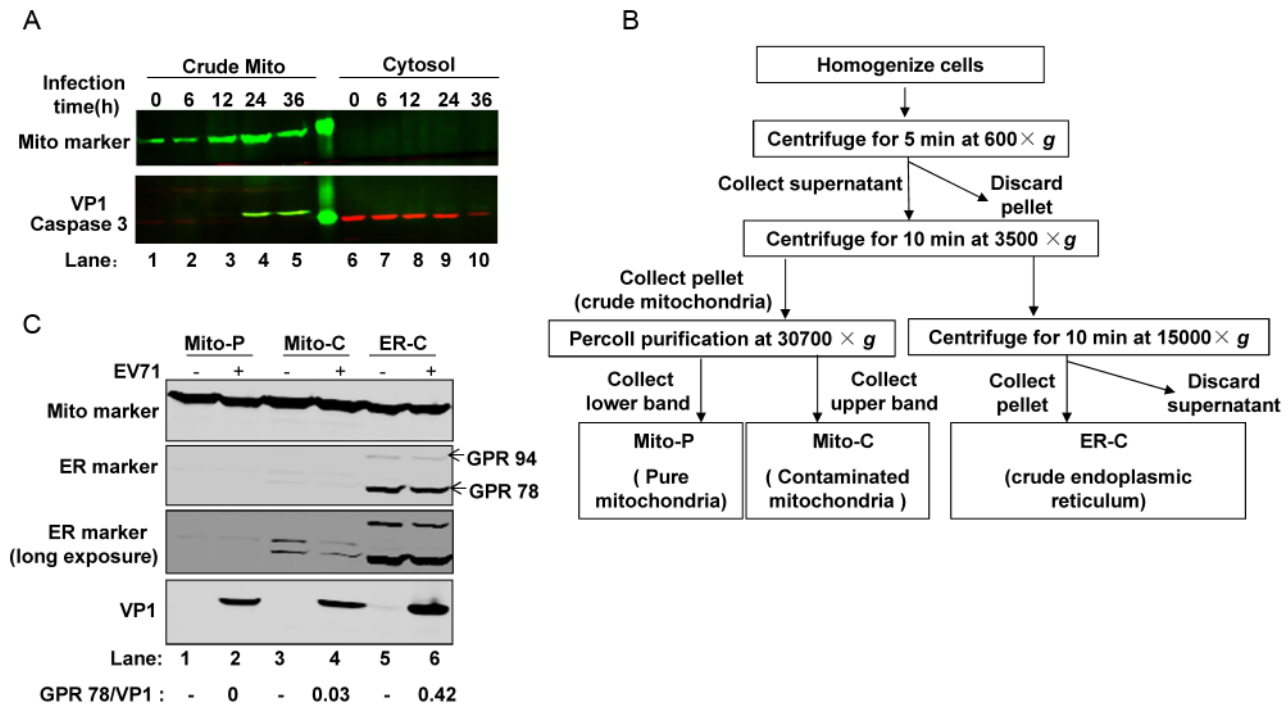 A
Crude Mito Cytosol
Infection
time(h)
0 6 12 24 36 0 6 12 24 36
Mito marker
VP1
Caspase 3
Lane: 1 2 3 4 5 6 7 8 9 10
B
Homogenize cells
Centrifuge for 5 min at 600× g
Collect supernatant
Discard
pellet
Centrifuge for 10 min at 3500 × g
Collect pellet
(crude mitochondria)
Percoll purification at 30700 × g
Centrifuge for 10 min at 15000× g
Collect
lower band
Collect
upper band
Collect
pellet
Discard
supernatant
Mito-P
( Pure
mitochondria)
Mito-C
( Contaminated
mitochondria )
ER-C
(crude endoplasmic
reticulum)
C
Mito-P Mito-C ER-C
EV71 - + - + - +
Mito marker
ER marker
GPR 94
GPR 78
ER marker
(long exposure)
VP1
Lane: 1 2 3 4 5 6
GPR 78/VP1 : - 0 - 0.03 - 0.42